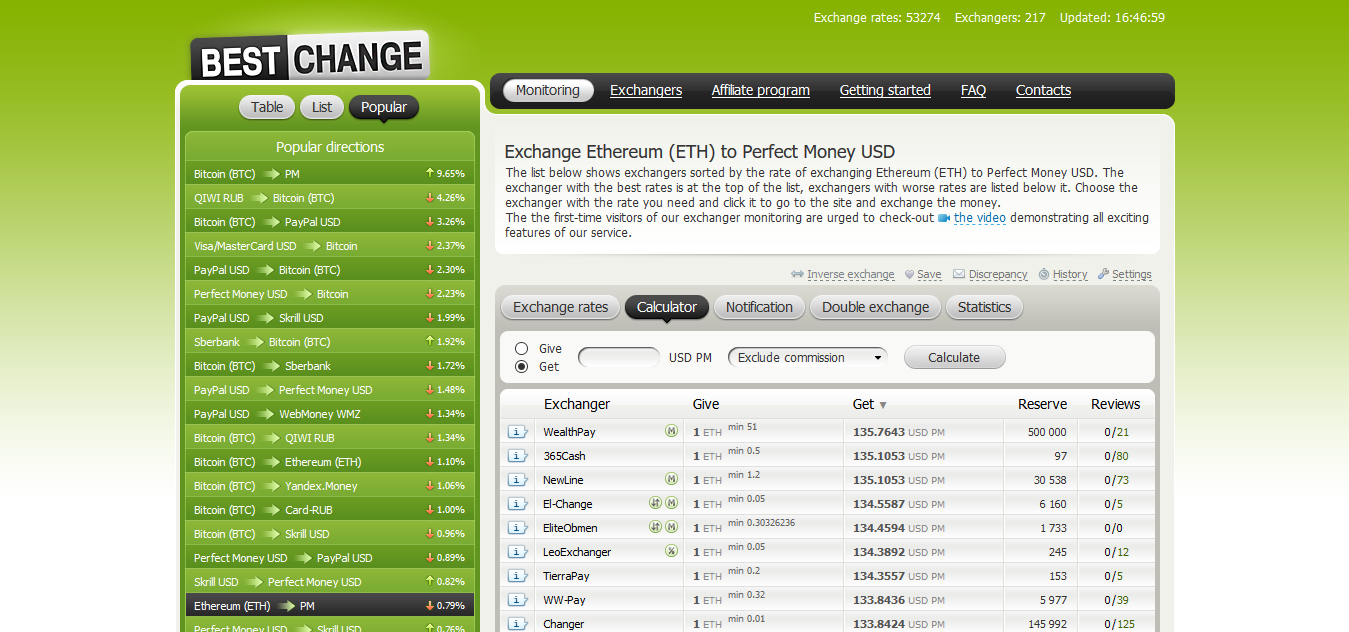 Exchange rates: 53274 Exchangers: 217 Updated: 16:46:59
BEST CHANGE
Monitoring Exchangers Affiliate program Getting started FAQ Contacts
Table List Popular
Popular directions
Bitcoin (BTC) PM 9.65%
QIWI RUB Bitcoin (BTC) 4.26%
Bitcoin (BTC) PayPal USD 3.26%
Visa/MasterCard USD Bitcoin 2.37%
PayPal USD Bitcoin (BTC) 2.30%
Perfect Money USD Bitcoin 2.23%
PayPal USD Skrill USD 1.99%
Sberbank Bitcoin (BTC) 1.92%
Bitcoin (BTC) Sberbank 1.72%
PayPal USD Perfect Money USD 1.48%
PayPal USD WebMoney WMZ 1.34%
Bitcoin (BTC) QIWI RUB 1.34%
Bitcoin (BTC) Ethereum (ETH) 1.10%
Bitcoin (BTC) Yandex.Money 1.06%
Bitcoin (BTC) Card-RUB 1.00%
Bitcoin (BTC) Skrill USD 0.96%
Perfect Money USD PayPal USD 0.89%
Skrill USD Perfect Money USD 0.82%
Ethereum (ETH) PM 0.79%
Perfect Money USD Skrill USD 0.76%
Exchange Ethereum (ETH) to Perfect Money USD
The list below shows exchangers sorted by the rate of exchanging Ethereum (ETH) to Perfect Money USD. The
exchanger with the best rates is at the top of the list, exchangers with worse rates are listed below it. Choose the
exchanger with the rate you need and click it to go to the site and exchange the money.
The the first-time visitors of our exchanger monitoring are urged to check-out the video demonstrating all exciting
features of our service.
Inverse exchange Save Discrepancy History Settings
Exchange rates Calculator Notification Double exchange Statistics
Give
Get
USD PM Exclude commission Calculate
Exchanger Give Get ▼ Reserve Reviews
i WealthPay M 1 ETH min 51 135.7643 USD PM 500 000 0/21
i 365Cash 1 ETH min 0.5 135.1053 USD PM 97 0/80
i NewLine M 1 ETH min 1.2 135.1053 USD PM 30 538 0/73
i El-Change M 1 ETH min 0.05 134.5587 USD PM 6 160 0/5
i EliteObmen M 1 ETH min 0.30326236 134.4594 USD PM 1 733 0/0
i LeoExchanger % 1 ETH min 0.05 134.3892 USD PM 245 0/12
i TierraPay 1 ETH min 0.2 134.3557 USD PM 153 0/5
i WW-Pay 1 ETH min 0.32 133.8436 USD PM 5 977 0/39
i Changer 1 ETH min 0.01 133.8424 USD PM 145 992 0/125